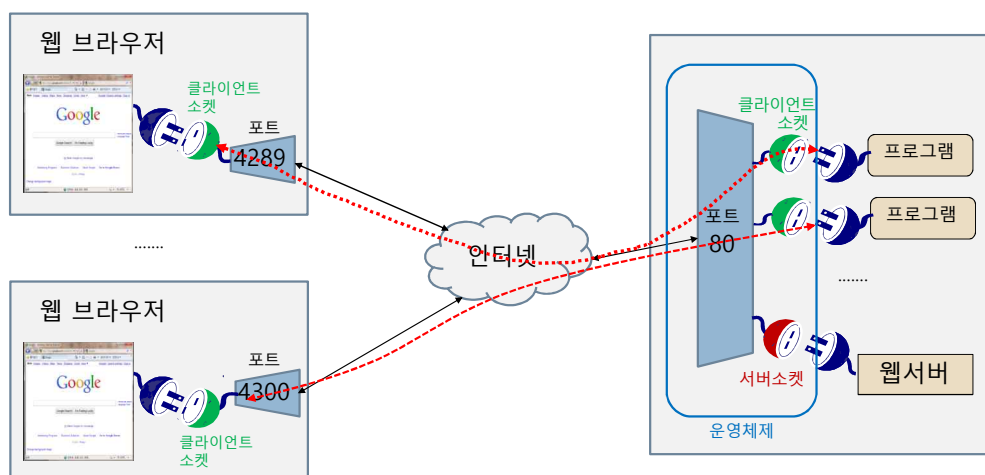 웹 브라우저
Google
클라이언트
소켓
포트
4289
.......
웹 브라우저
Google
포트
4300
클라이언트
소켓
인터넷
클라이언트
소켓
포트
80
프로그램
프로그램
.......
서버소켓
웹서버
운영체제